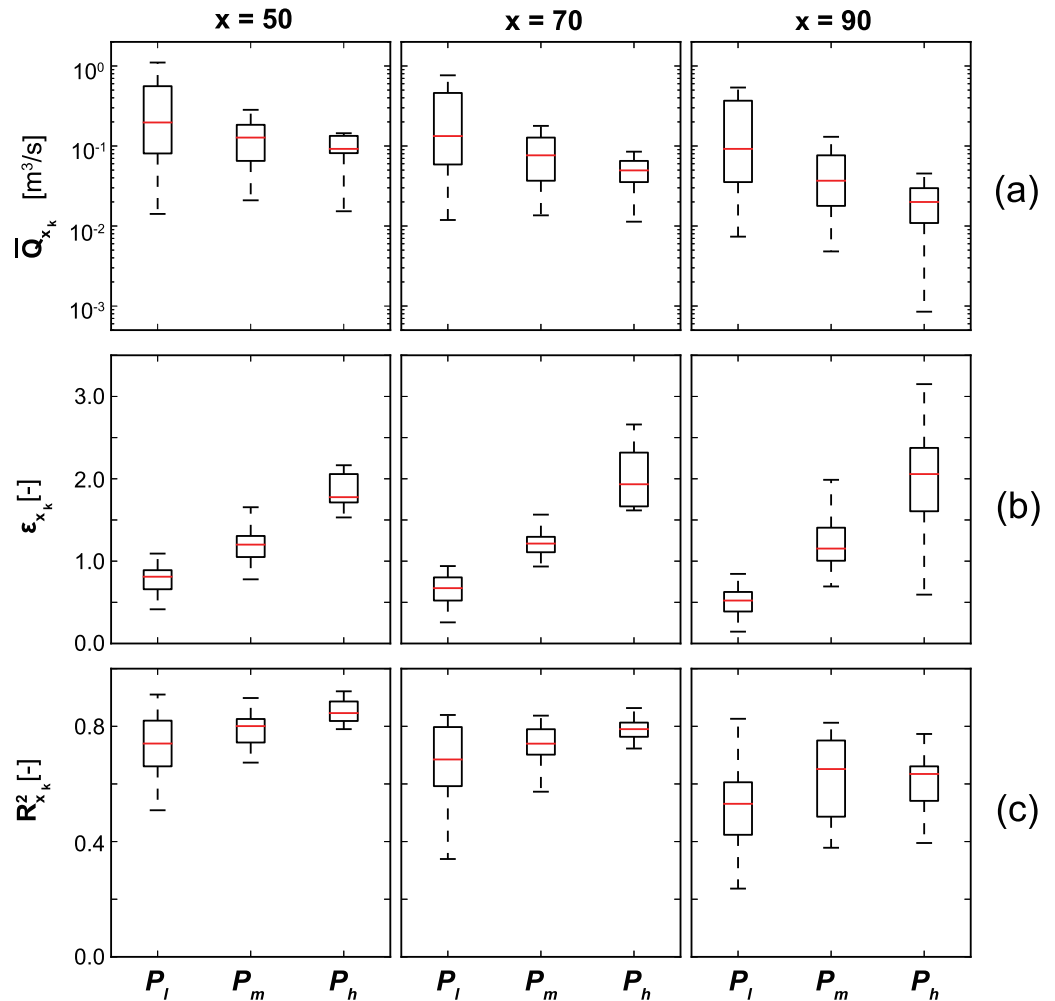 x = 50 x = 70 x = 90
10⁰
10⁻¹
10⁻²
10⁻³
Q̅ₓₖ [m³/s]
(a)
3.0
2.0
1.0
0.0
εₓₖ[-]
(b)
0.8
0.4
0.0
R²ₓₖ[-]
(c)
Pₗ Pₘ Pₕ Pₗ Pₘ Pₕ Pₗ Pₘ Pₕ